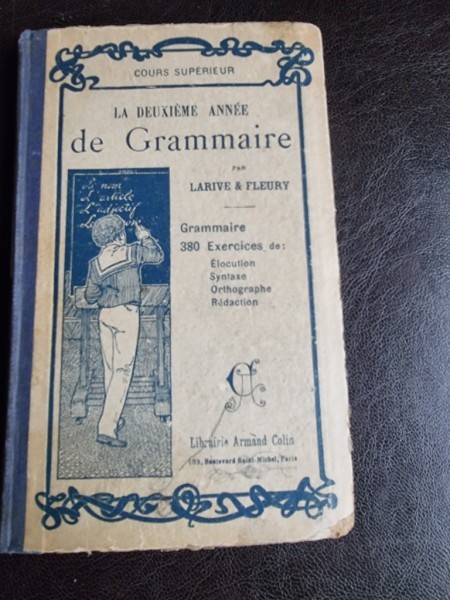 COURS SUPÉRIEUR
LA DEUXIÈME ANNÉE
de Grammaire
PAR
LARIVE & FLEURY
Le nom
L'article
L'adjectif
Grammaire
380 Exercices de:
Élocution
Syntaxe
Orthographe
Rédaction
Librairie Armand Colin
103, Boulevard Saint-Michel, Paris